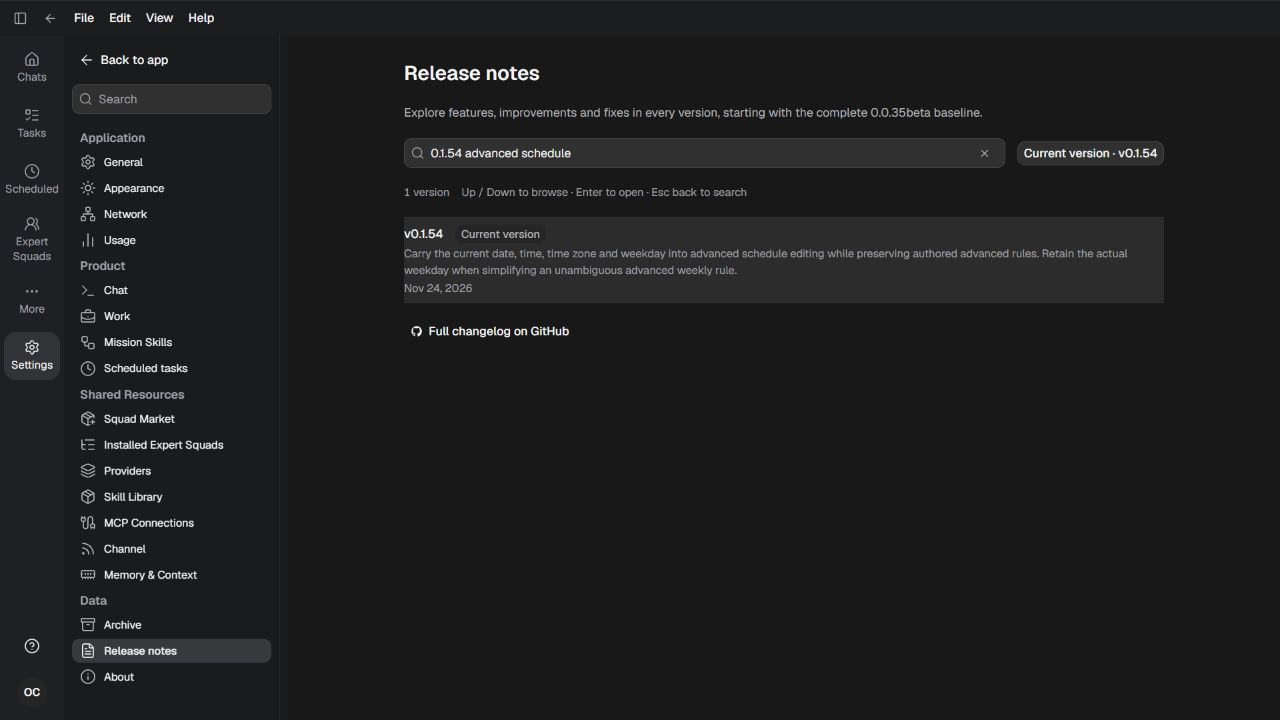 File Edit View Help
Chats
Tasks
Scheduled
Expert
Squads
More
Settings
OC
Back to app
Search
Application
General
Appearance
Network
Usage
Product
Chat
Work
Mission Skills
Scheduled tasks
Shared Resources
Squad Market
Installed Expert Squads
Providers
Skill Library
MCP Connections
Channel
Memory & Context
Data
Archive
Release notes
About
Release notes
Explore features, improvements and fixes in every version, starting with the complete 0.0.35beta baseline.
0.1.54 advanced schedule
Current version · v0.1.54
1 version Up / Down to browse · Enter to open · Esc back to search
v0.1.54 Current version
Carry the current date, time, time zone and weekday into advanced schedule editing while preserving authored advanced rules. Retain the actual
weekday when simplifying an unambiguous advanced weekly rule.
Nov 24, 2026
Full changelog on GitHub